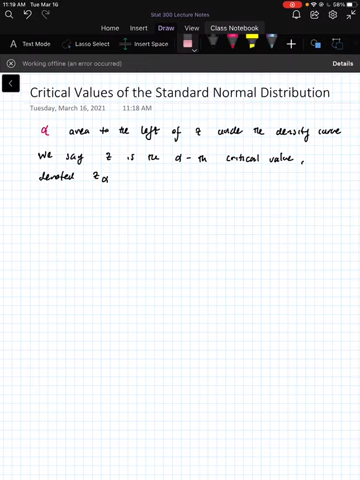 11:19 AM Tue Mar 16
Stat 300 Lecture Notes
58%
Home Insert Draw View Class Notebook
Text Mode Lasso Select Insert Space
Working offline (an error occurred) Details
Critical Values of the Standard Normal Distribution
Tuesday, March 16, 2021 11:18 AM
α area to the left of z under the density curve
We say z is the α-th critical value,
denoted zα